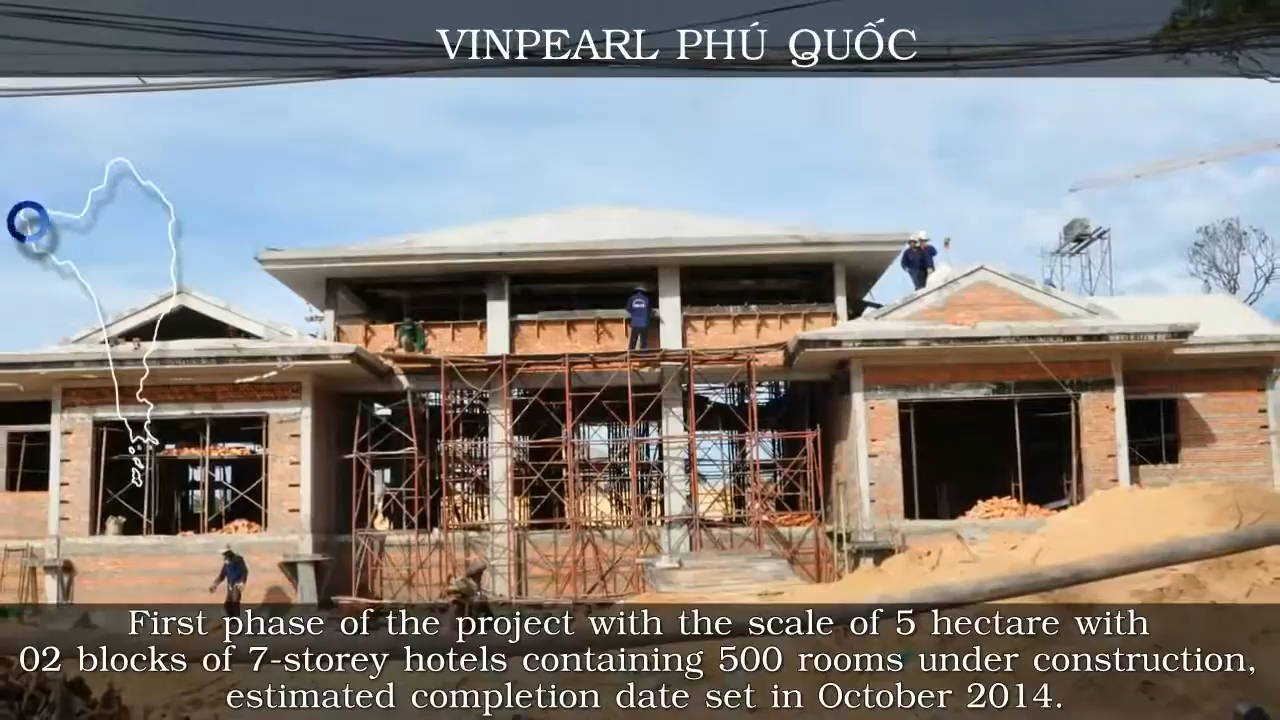 VINPEARL PHÚ QUỐC
First phase of the project with the scale of 5 hectare with
02 blocks of 7-storey hotels containing 500 rooms under construction,
estimated completion date set in October 2014.